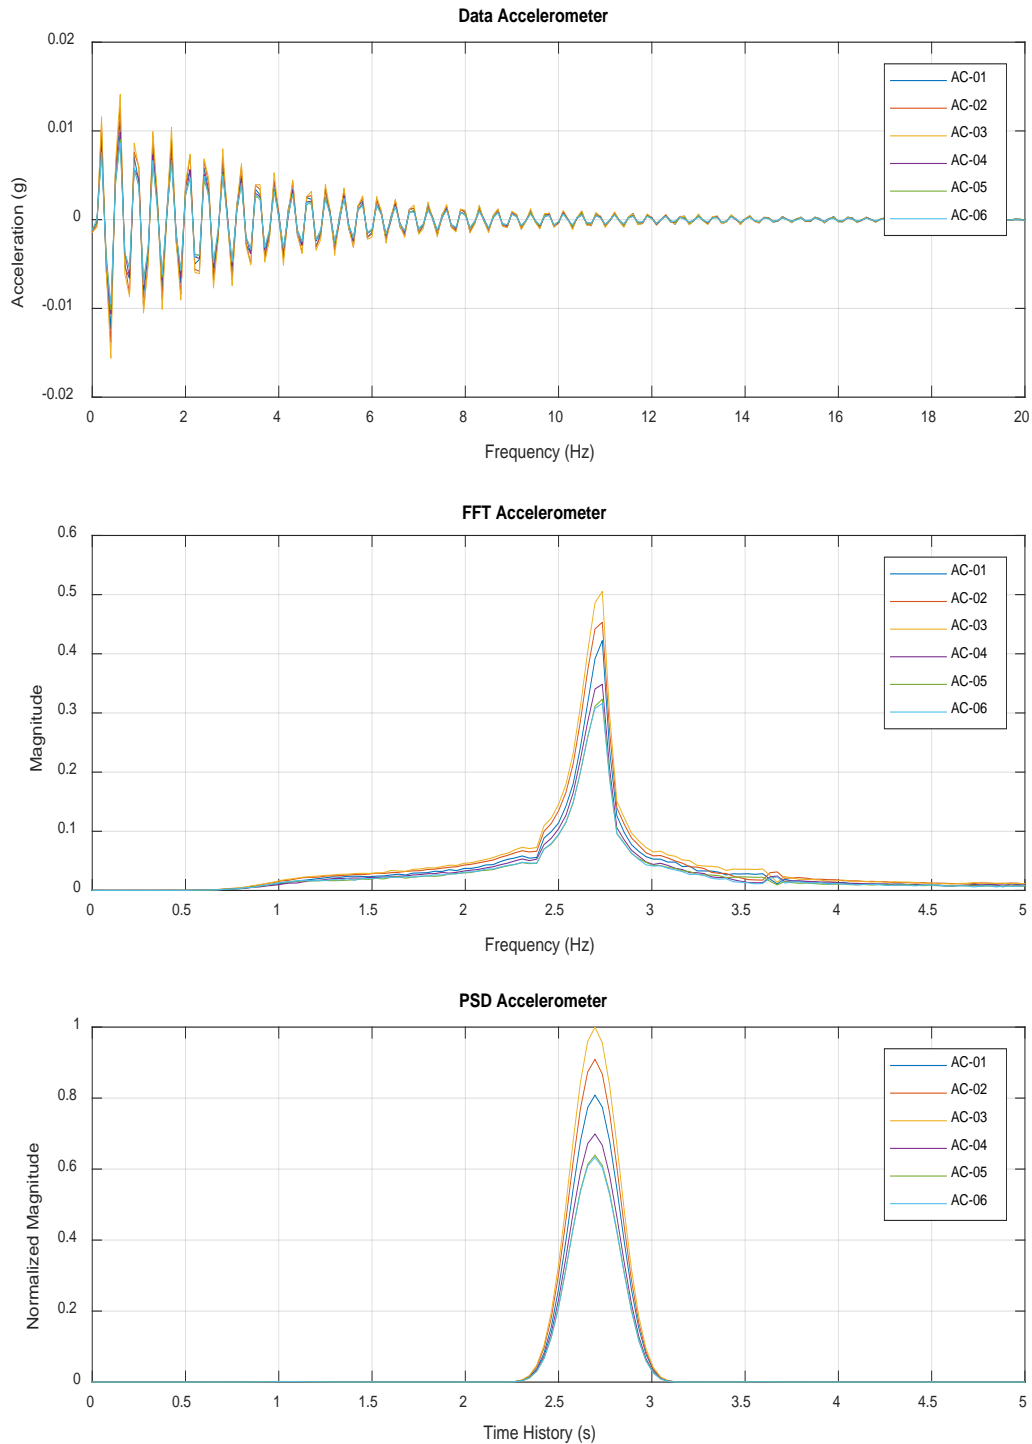 Data Accelerometer
0.02
0.01
0
-0.01
-0.02
Acceleration (g)
0 2 4 6 8 10 12 14 16 18 20
Frequency (Hz)
AC-01
AC-02
AC-03
AC-04
AC-05
AC-06
FFT Accelerometer
0.6
0.5
0.4
0.3
0.2
0.1
0
Magnitude
0 0.5 1 1.5 2 2.5 3 3.5 4 4.5 5
Frequency (Hz)
AC-01
AC-02
AC-03
AC-04
AC-05
AC-06
PSD Accelerometer
1
0.8
0.6
0.4
0.2
0
Normalized Magnitude
0 0.5 1 1.5 2 2.5 3 3.5 4 4.5 5
Time History (s)
AC-01
AC-02
AC-03
AC-04
AC-05
AC-06